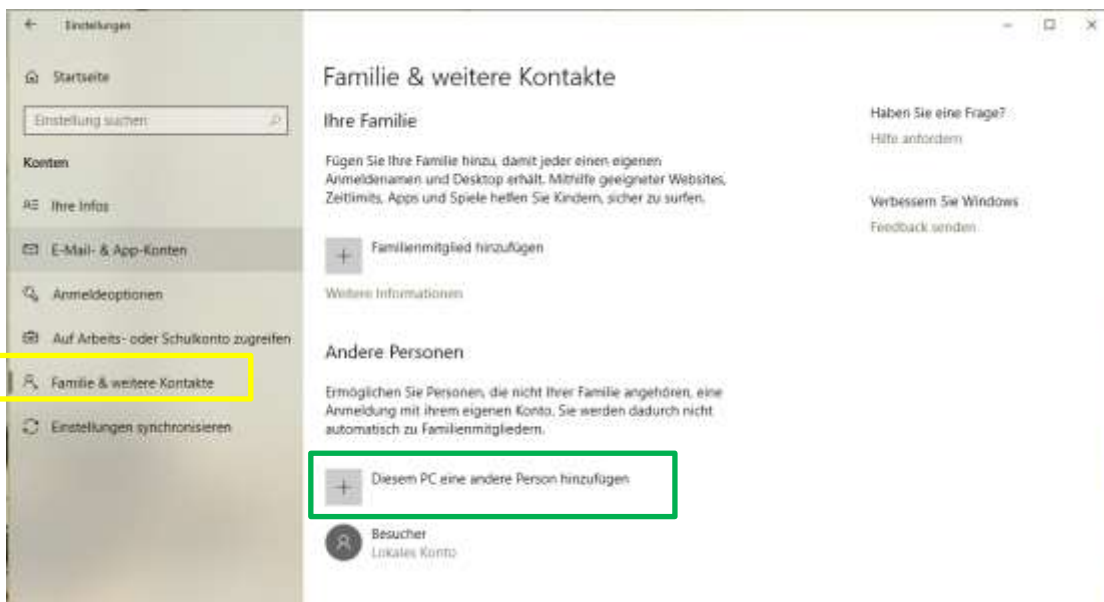 Einstellungen
Startseite
Einstellung suchen
Konten
Ihre Infos
E-Mail- & App-Konten
Anmeldeoptionen
Auf Arbeits- oder Schulkonto zugreifen
Familie & weitere Kontakte
Einstellungen synchronisieren
Familie & weitere Kontakte
Ihre Familie
Fügen Sie Ihre Familie hinzu, damit jeder einen eigenen
Anmeldenamen und Desktop erhält. Mithilfe geeigneter Websites,
Zeitlimits, Apps und Spiele helfen Sie Kindern, sicher zu surfen.
Familienmitglied hinzufügen
Weitere Informationen
Andere Personen
Ermöglichen Sie Personen, die nicht Ihrer Familie angehören, eine
Anmeldung mit ihrem eigenen Konto. Sie werden dadurch nicht
automatisch zu Familienmitgliedern.
Diesem PC eine andere Person hinzufügen
Besucher
Lokales Konto
Haben Sie eine Frage?
Hilfe anfordern
Verbessern Sie Windows
Feedback senden